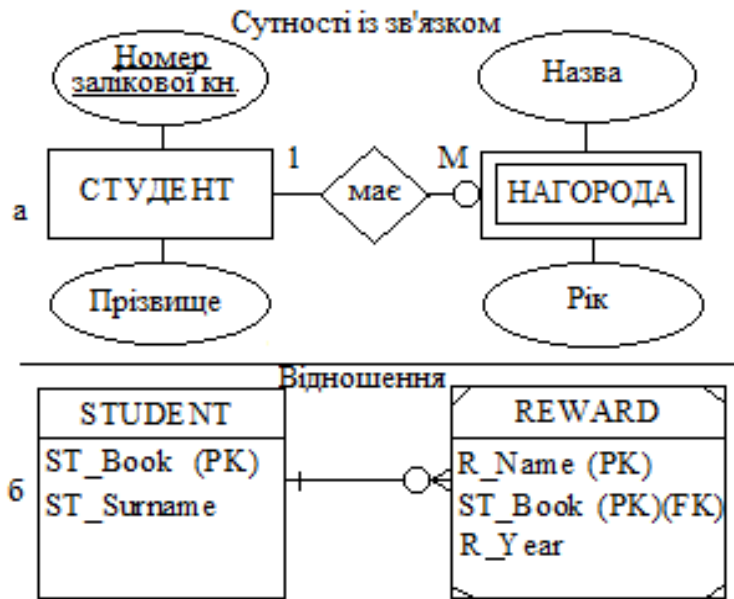 Сутності із зв'язком
Номер
залікової кн.
Назва
1
М
СТУДЕНТ
має
НАГОРОДА
а
Прізвище
Рік
Відношення
STUDENT
REWARD
ST_Book (PK)
R_Name (PK)
б
ST_Surname
ST_Book (PK)(FK)
R_Year